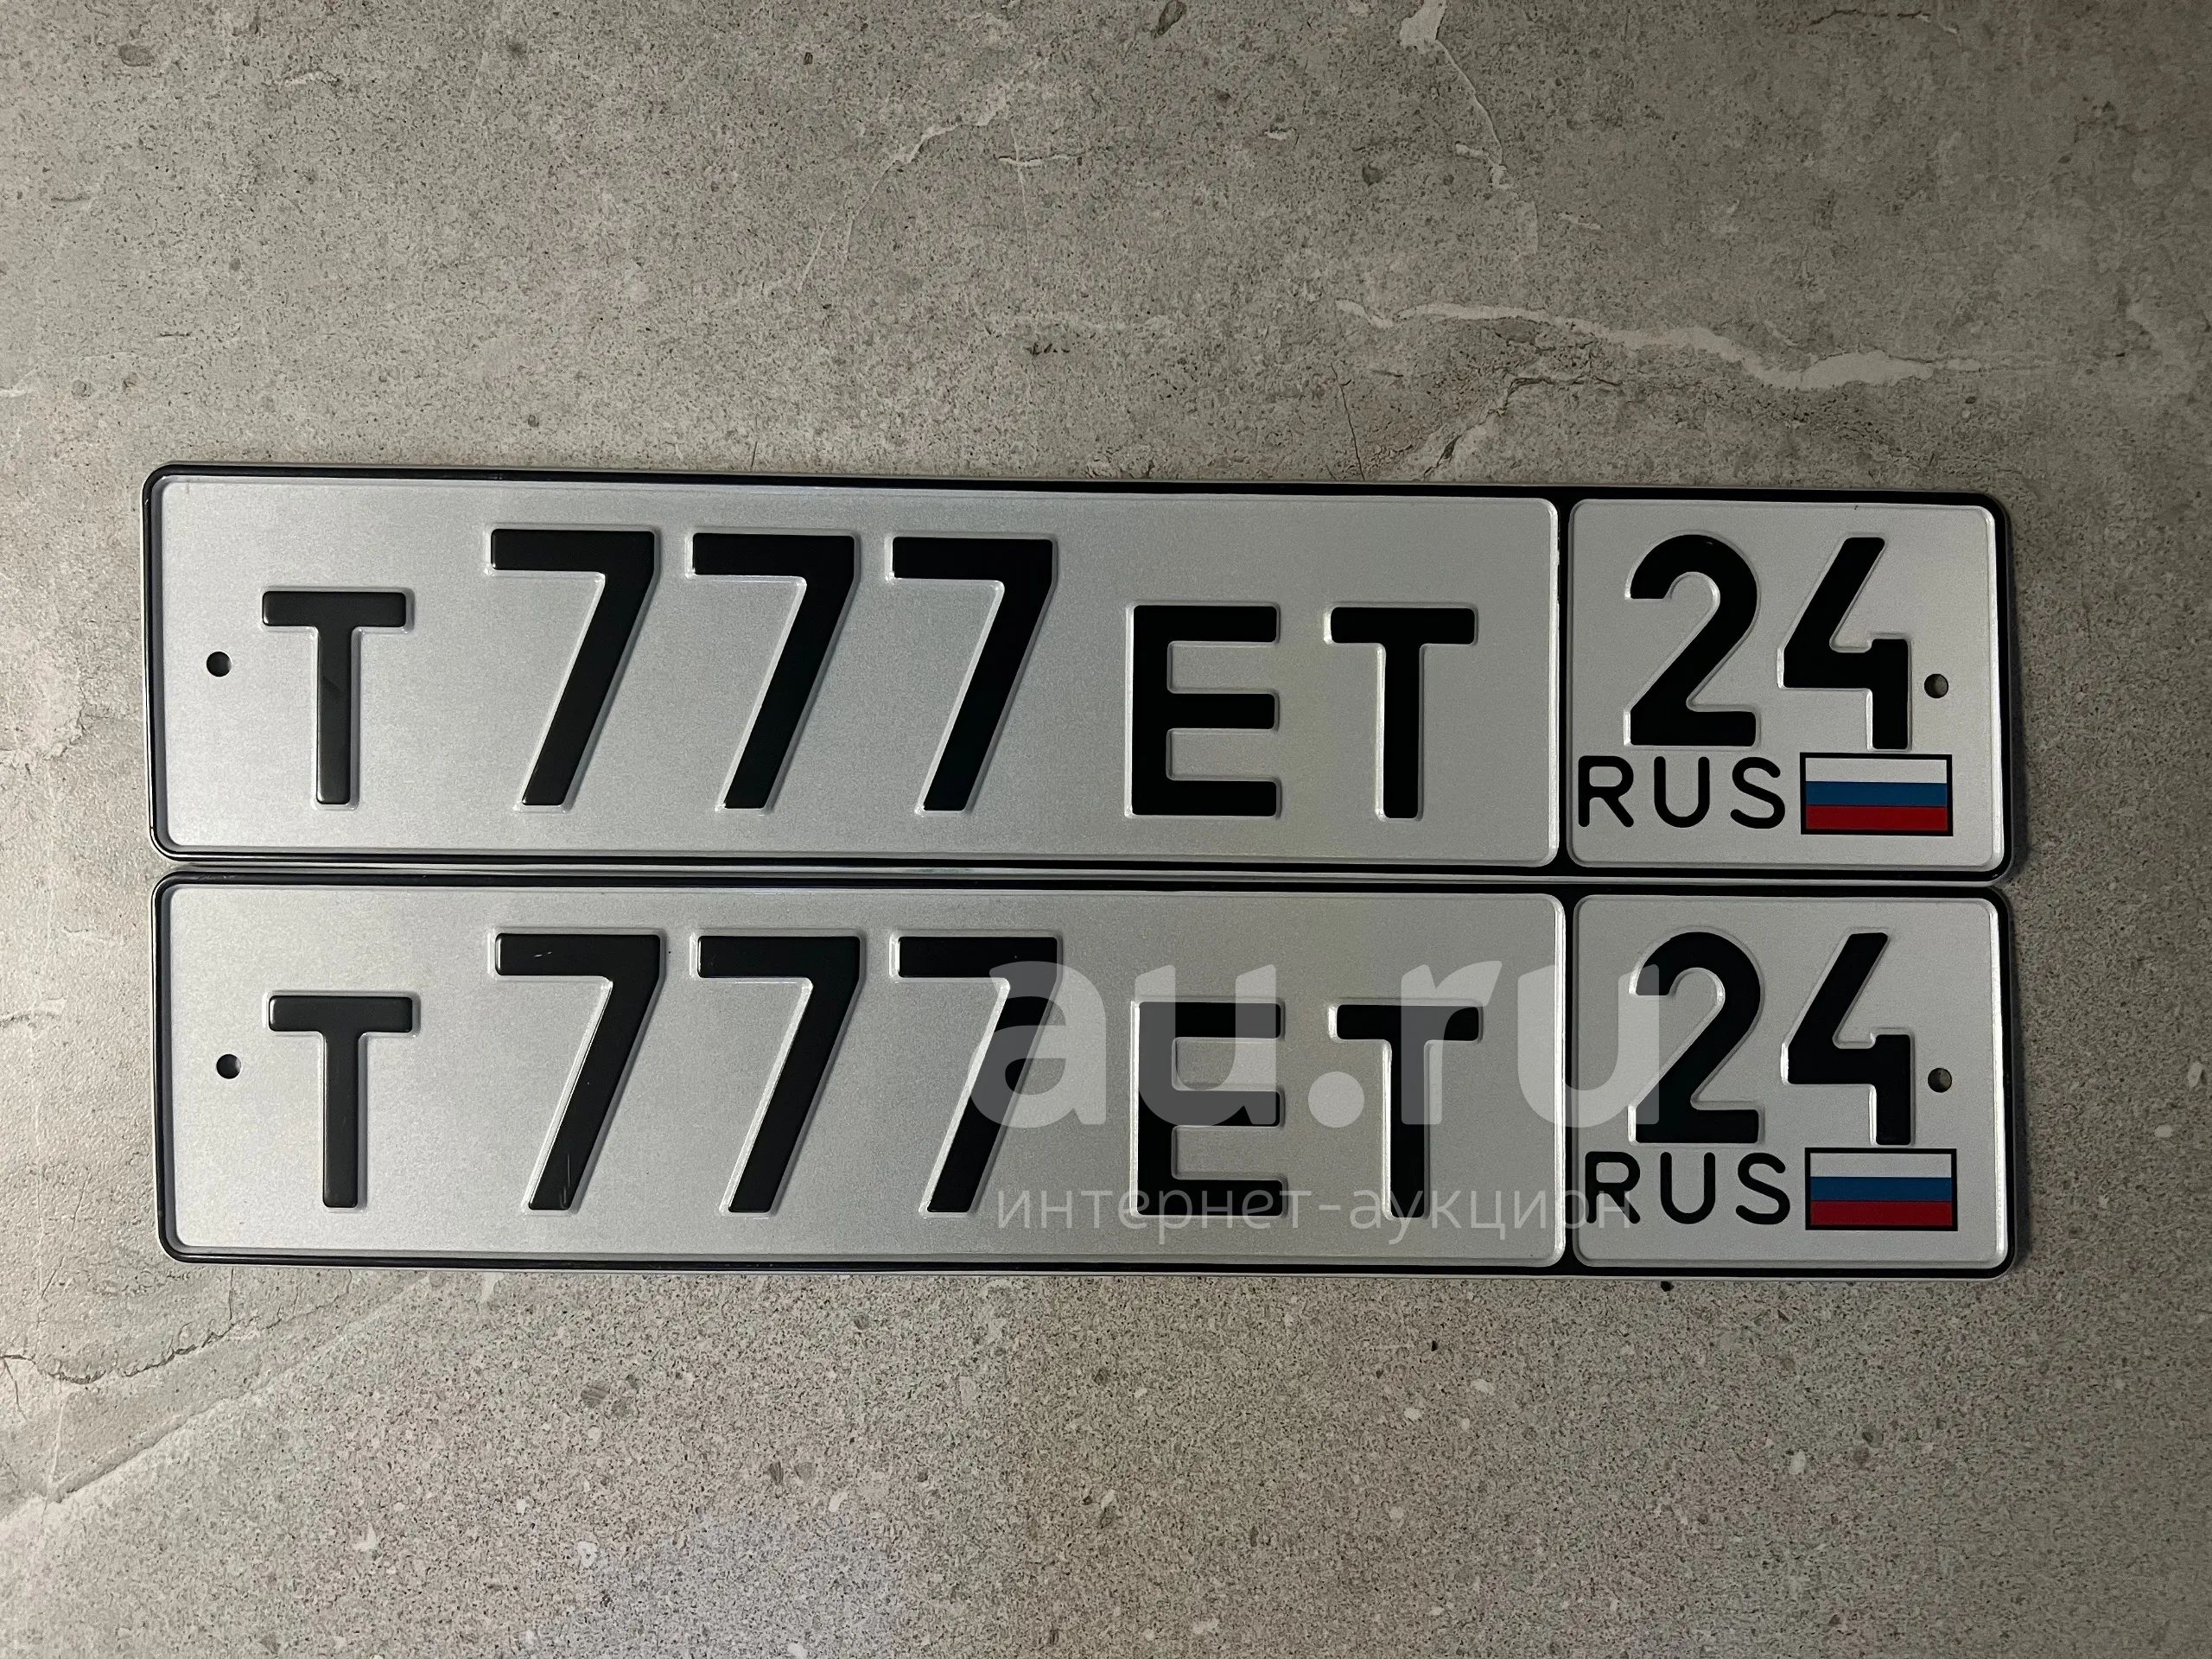 Т 777 ЕТ 24
RUS
Т 777 ЕТ 24
RUS
au.ru
интернет-аукцион